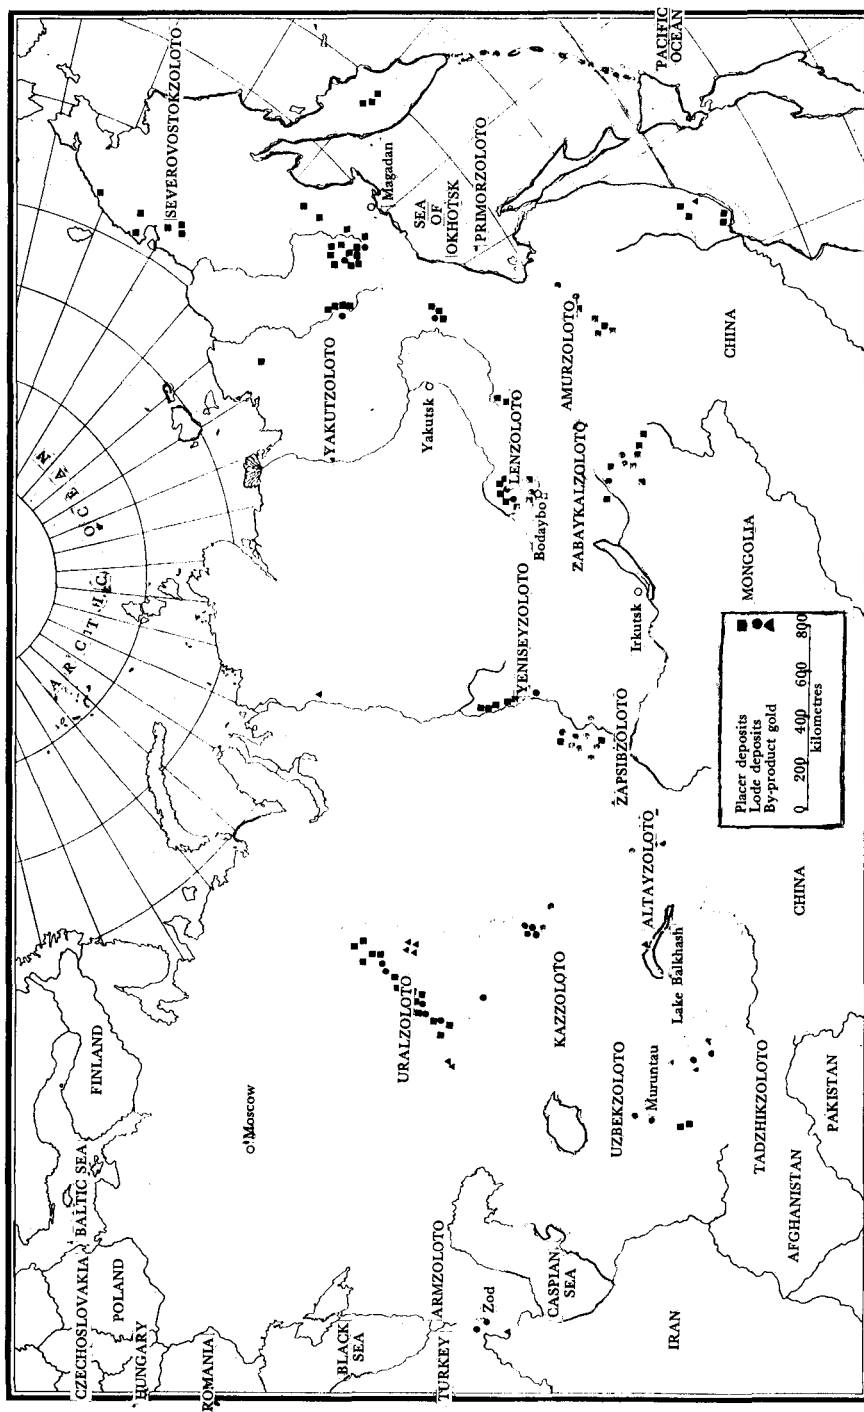 CZECHOSLOVAKIA
POLAND
HUNGARY
ROMANIA
BALTIC SEA
FINLAND
Moscow
BLACK
SEA
TURKEY
ARMZOLOTO
Zod
CASPIAN
SEA
IRAN
ARCTIC OCEAN
URALZOLOTO
KAZZOLOTO
UZBEKZOLOTO
Muruntau
TADZHIKZOLOTO
AFGHANISTAN
PAKISTAN
Lake Balkhash
ALTAYZOLOTO
CHINA
ZAPSIBZOLOTO
YENISEYZOLOTO
Irkutsk
MONGOLIA
Bodaybo
LENZOLOTO
ZABAYKALZOLOTO
YAKUTZOLOTO
Yakutsk
AMURZOLOTO
CHINA
SEVEROVOSTOKZOLOTO
Magadan
SEA
OF
OKHOTSK
PRIMORZOLOTO
PACIFIC
OCEAN
Placer deposits
Lode deposits
By-product gold
0 200 400 600 800
kilometres